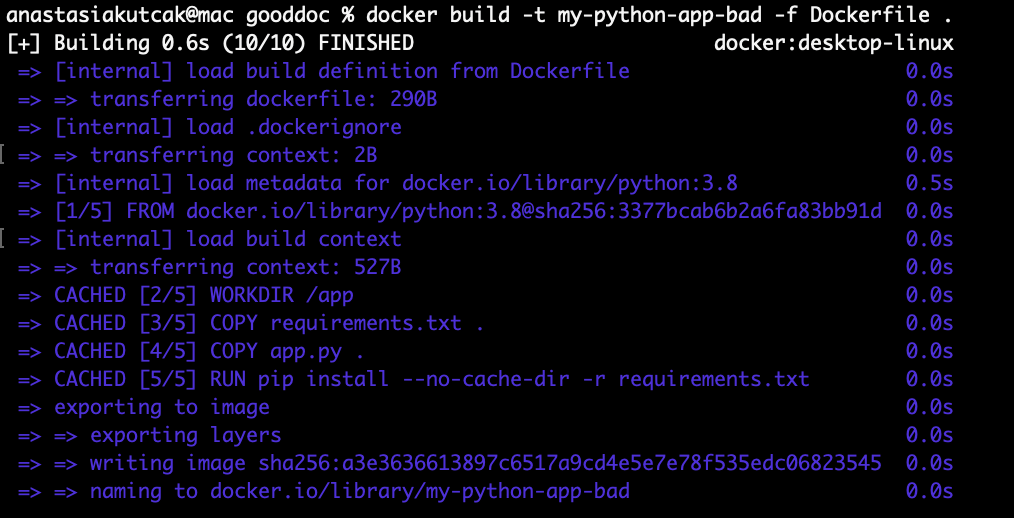 anastasiakutcak@mac gooddoc % docker build -t my-python-app-bad -f Dockerfile .
[+] Building 0.6s (10/10) FINISHED docker:desktop-linux
=> [internal] load build definition from Dockerfile 0.0s
=> => transferring dockerfile: 290B 0.0s
=> [internal] load .dockerignore 0.0s
=> => transferring context: 2B 0.0s
=> [internal] load metadata for docker.io/library/python:3.8 0.5s
=> [1/5] FROM docker.io/library/python:3.8@sha256:3377bcab6b2a6fa83bb91d 0.0s
=> [internal] load build context 0.0s
=> => transferring context: 527B 0.0s
=> CACHED [2/5] WORKDIR /app 0.0s
=> CACHED [3/5] COPY requirements.txt . 0.0s
=> CACHED [4/5] COPY app.py . 0.0s
=> CACHED [5/5] RUN pip install --no-cache-dir -r requirements.txt 0.0s
=> exporting to image 0.0s
=> => exporting layers 0.0s
=> => writing image sha256:a3e3636613897c6517a9cd4e5e7e78f535edc06823545 0.0s
=> => naming to docker.io/library/my-python-app-bad 0.0s